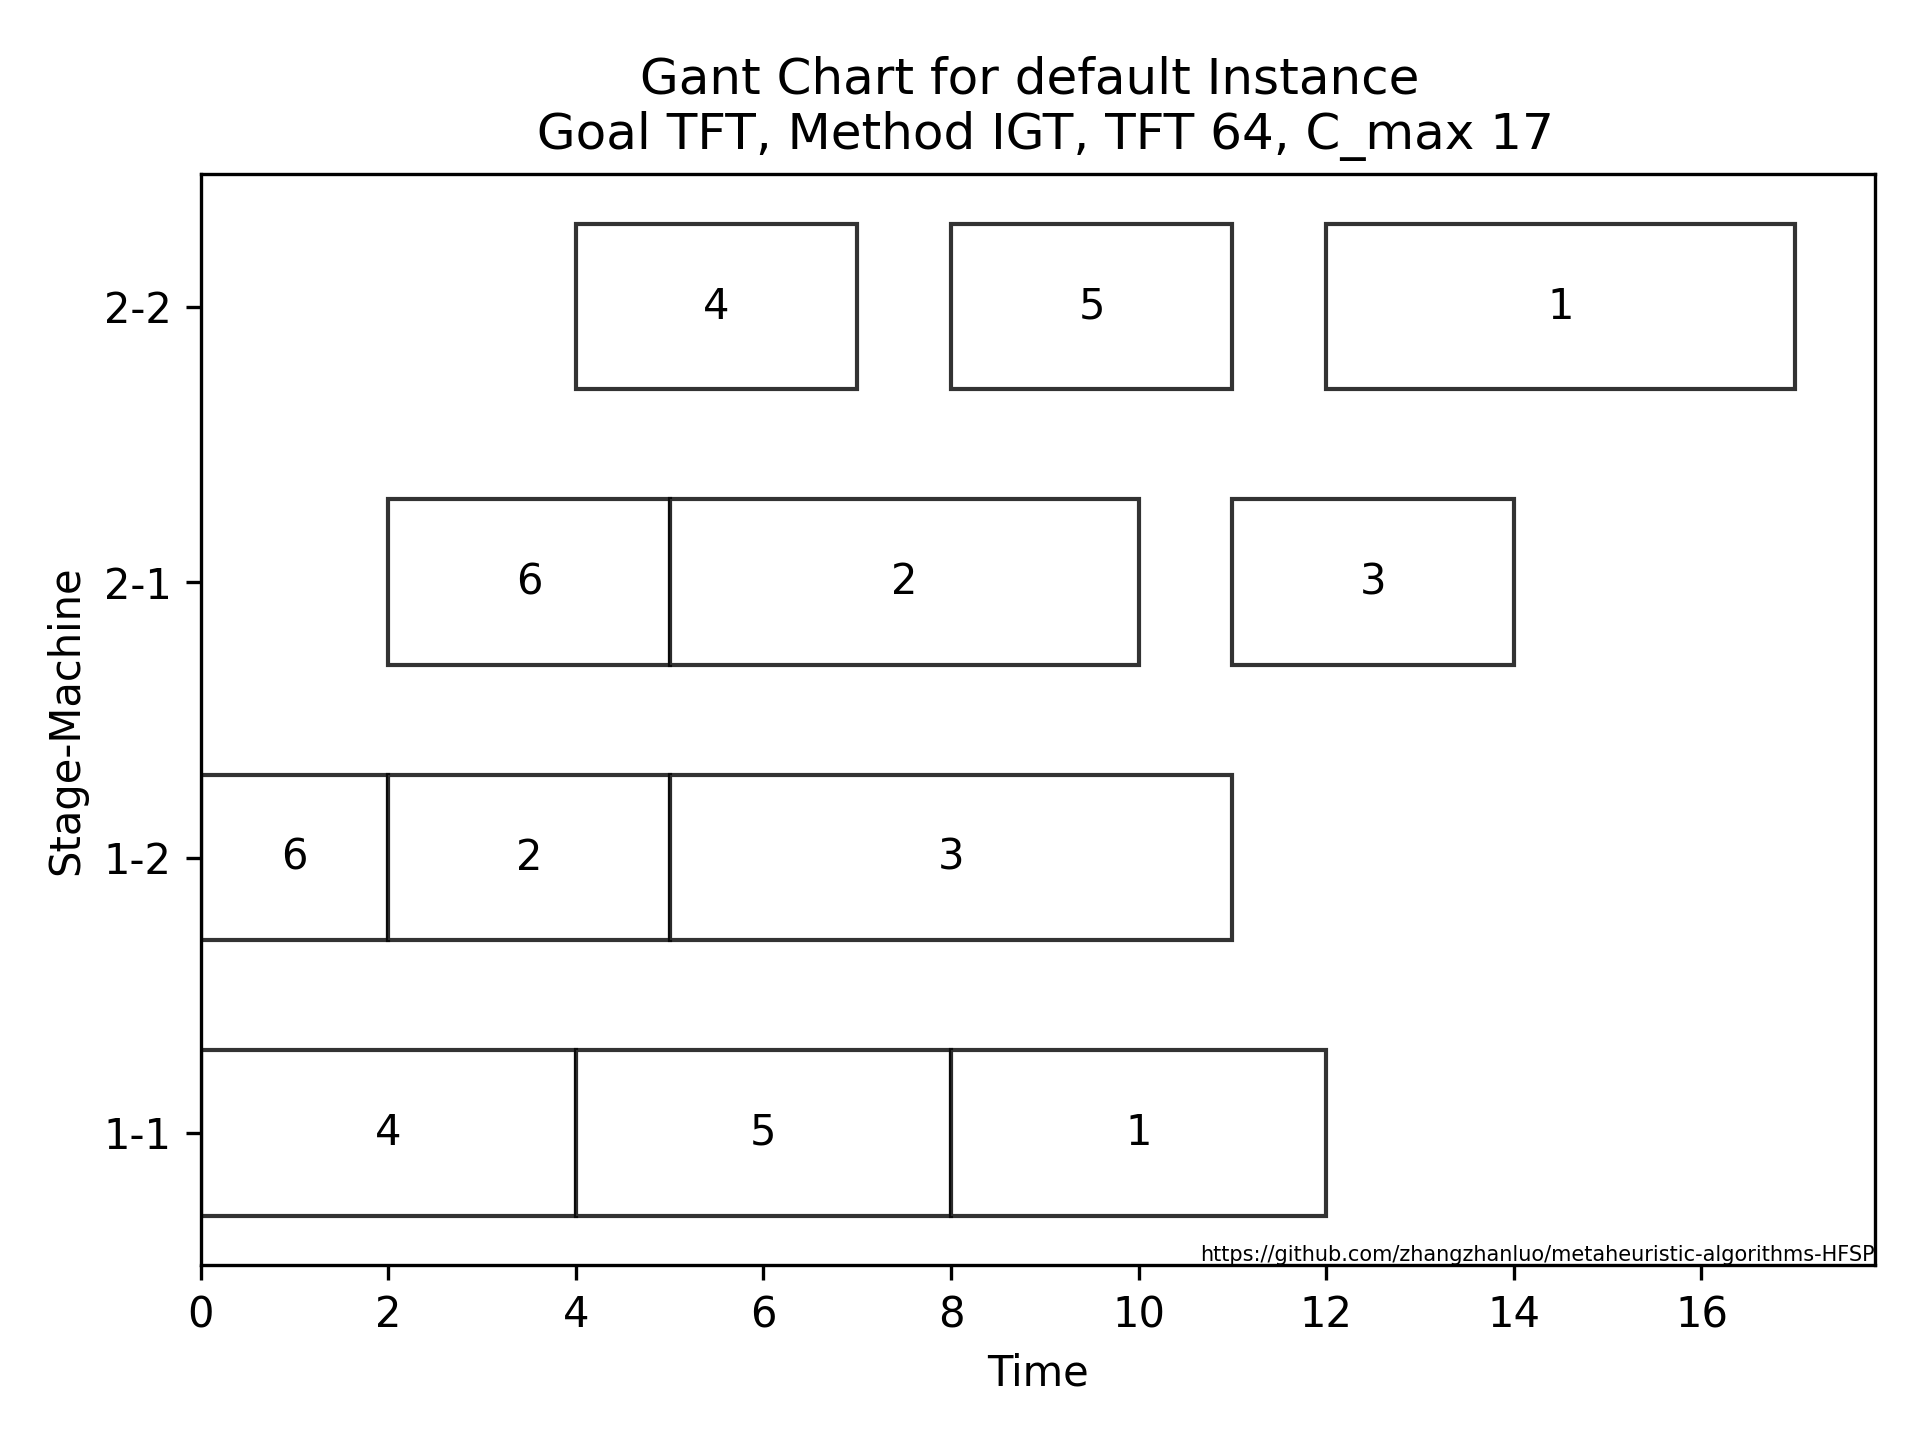 Gant Chart for default Instance
Goal TFT, Method IGT, TFT 64, C_max 17
Stage-Machine
2-2
4
5
1
2-1
6
2
3
1-2
6
2
3
1-1
4
5
1
https://github.com/zhangzhanluo/metaheuristic-algorithms-HFSP
0 2 4 6 8 10 12 14 16
Time